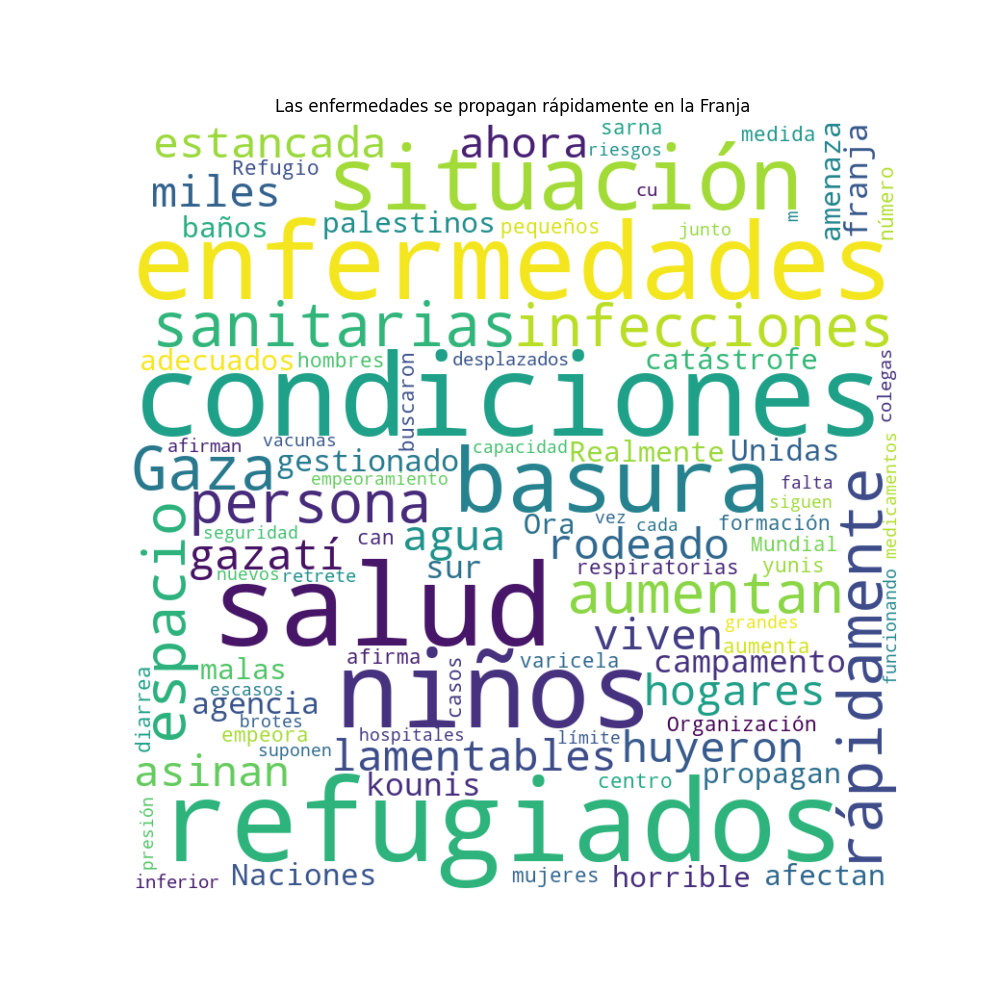 Las enfermedades se propagan rápidamente en la Franja
estancada
ahora
sarna
riesgos
medida
amenaza
franja
número
Refugio
situación
miles
cu
m
baños
palestinos
pequeños
junto
enfermedades
sanitarias
infecciones
adecuados
hombres
buscaron
desplazados
catástrofe
colegas
condiciones
afirman
vacunas
capacidad
Realmente
Unidas
Gaza
gestionado
empeoramiento
basura
falta
siguen
medicamentos
persona
Ora
vez
cada
formación
rápidamente
espacio
seguridad
can
agua
rodeado
Mundial
gazatí
nuevos
retrete
sur
respiratorias
yunis
funcionando
salud
aumentan
viven
grandes
aumenta
afirma
casos
varicela
campamento
diarrea
malas
escasos
agencia
brotes
niños
hogares
Organización
empeora
suponen
hospitales
límite
lamentables
huyeron
asinan
kounis
centro
propagan
presión
refugiados
inferior
Naciones
mujeres
horrible
afectan